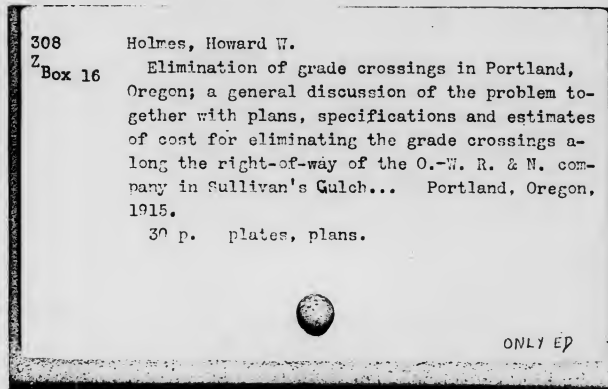 308 Holmes, Howard W.
Z Box 16 Elimination of grade crossings in Portland,
Oregon; a general discussion of the problem to-
gether with plans, specifications and estimates
of cost for eliminating the grade crossings a-
long the right-of-way of the O.-W. R. & N. com-
pany in Sullivan's Gulch... Portland, Oregon,
1915.
30 p. plates, plans.
ONLY ED